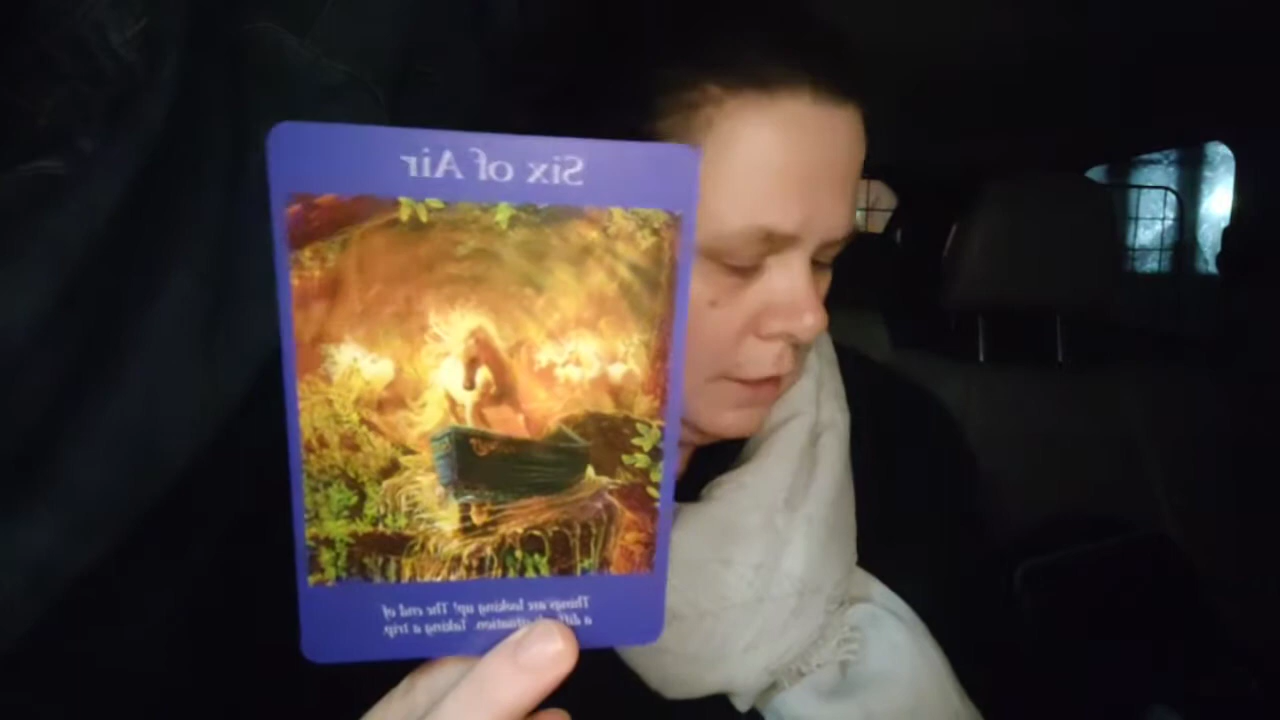 Six of Air
Things are looking up! The end of
a difficult situation. Taking a trip.